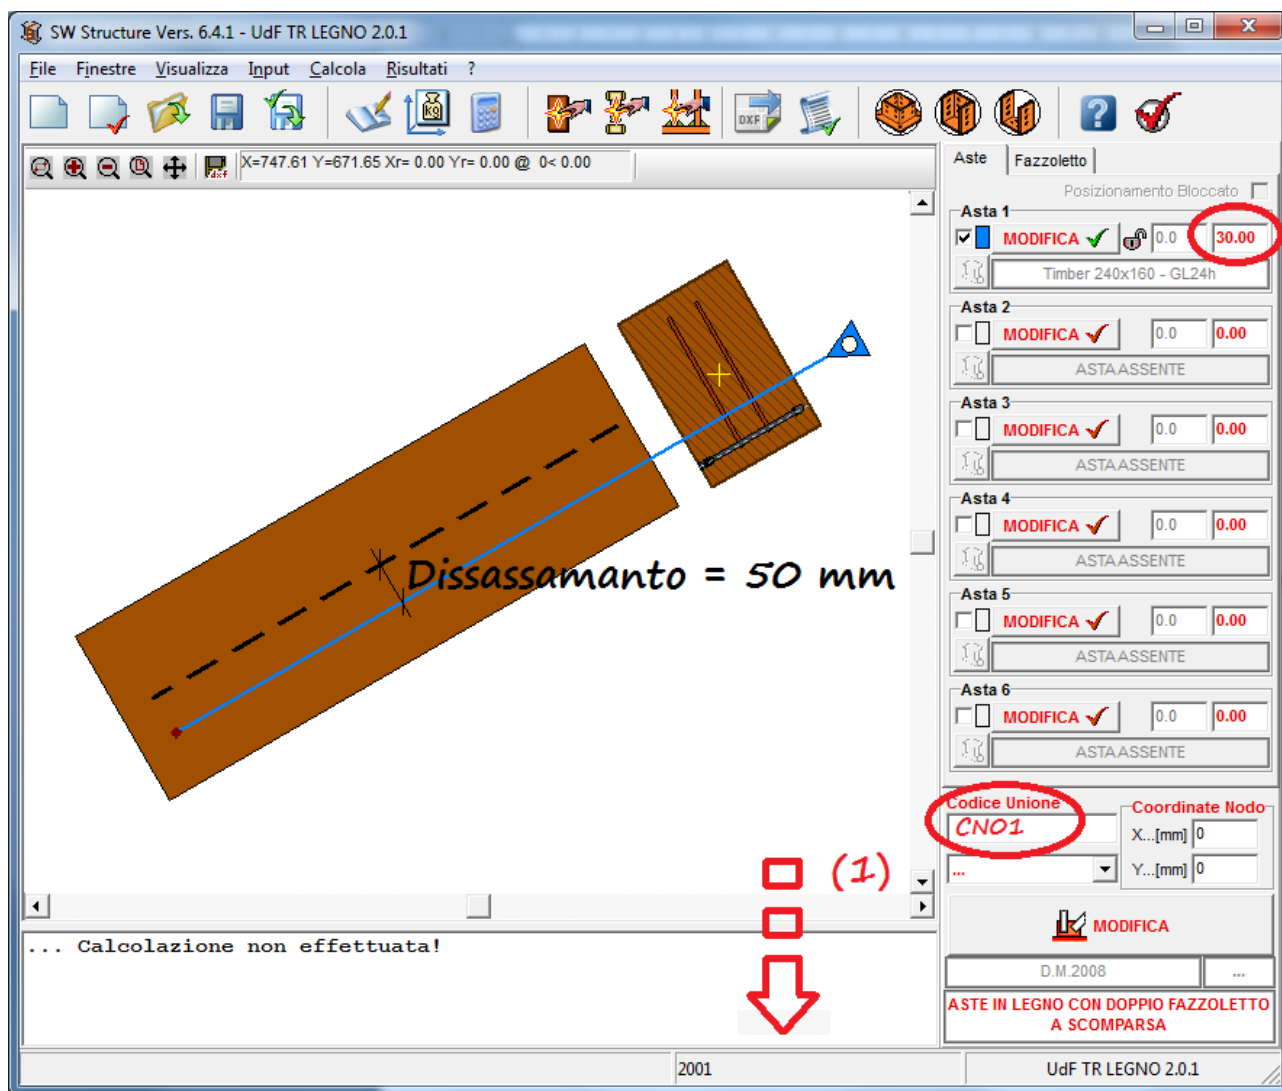 SW Structure Vers. 6.4.1 - UdF TR LEGNO 2.0.1
File Finestre Visualizza Input Calcola Risultati ?
KG
DXF
dxf
X=747.61 Y=671.65 Xr= 0.00 Yr= 0.00 @ 0< 0.00
Dissassamanto = 50 mm
(1)
... Calcolazione non effettuata!
Aste Fazzoletto
Posizionamento Bloccato
Asta 1
MODIFICA 0.0 30.00
Timber 240x160 - GL24h
Asta 2
MODIFICA 0.0 0.00
ASTA ASSENTE
Asta 3
MODIFICA 0.0 0.00
ASTA ASSENTE
Asta 4
MODIFICA 0.0 0.00
ASTA ASSENTE
Asta 5
MODIFICA 0.0 0.00
ASTA ASSENTE
Asta 6
MODIFICA 0.0 0.00
ASTA ASSENTE
Codice Unione
CNO1
...
Coordinate Nodo
X...[mm] 0
Y...[mm] 0
MODIFICA
D.M.2008 ...
ASTE IN LEGNO CON DOPPIO FAZZOLETTO
A SCOMPARSA
2001 UdF TR LEGNO 2.0.1